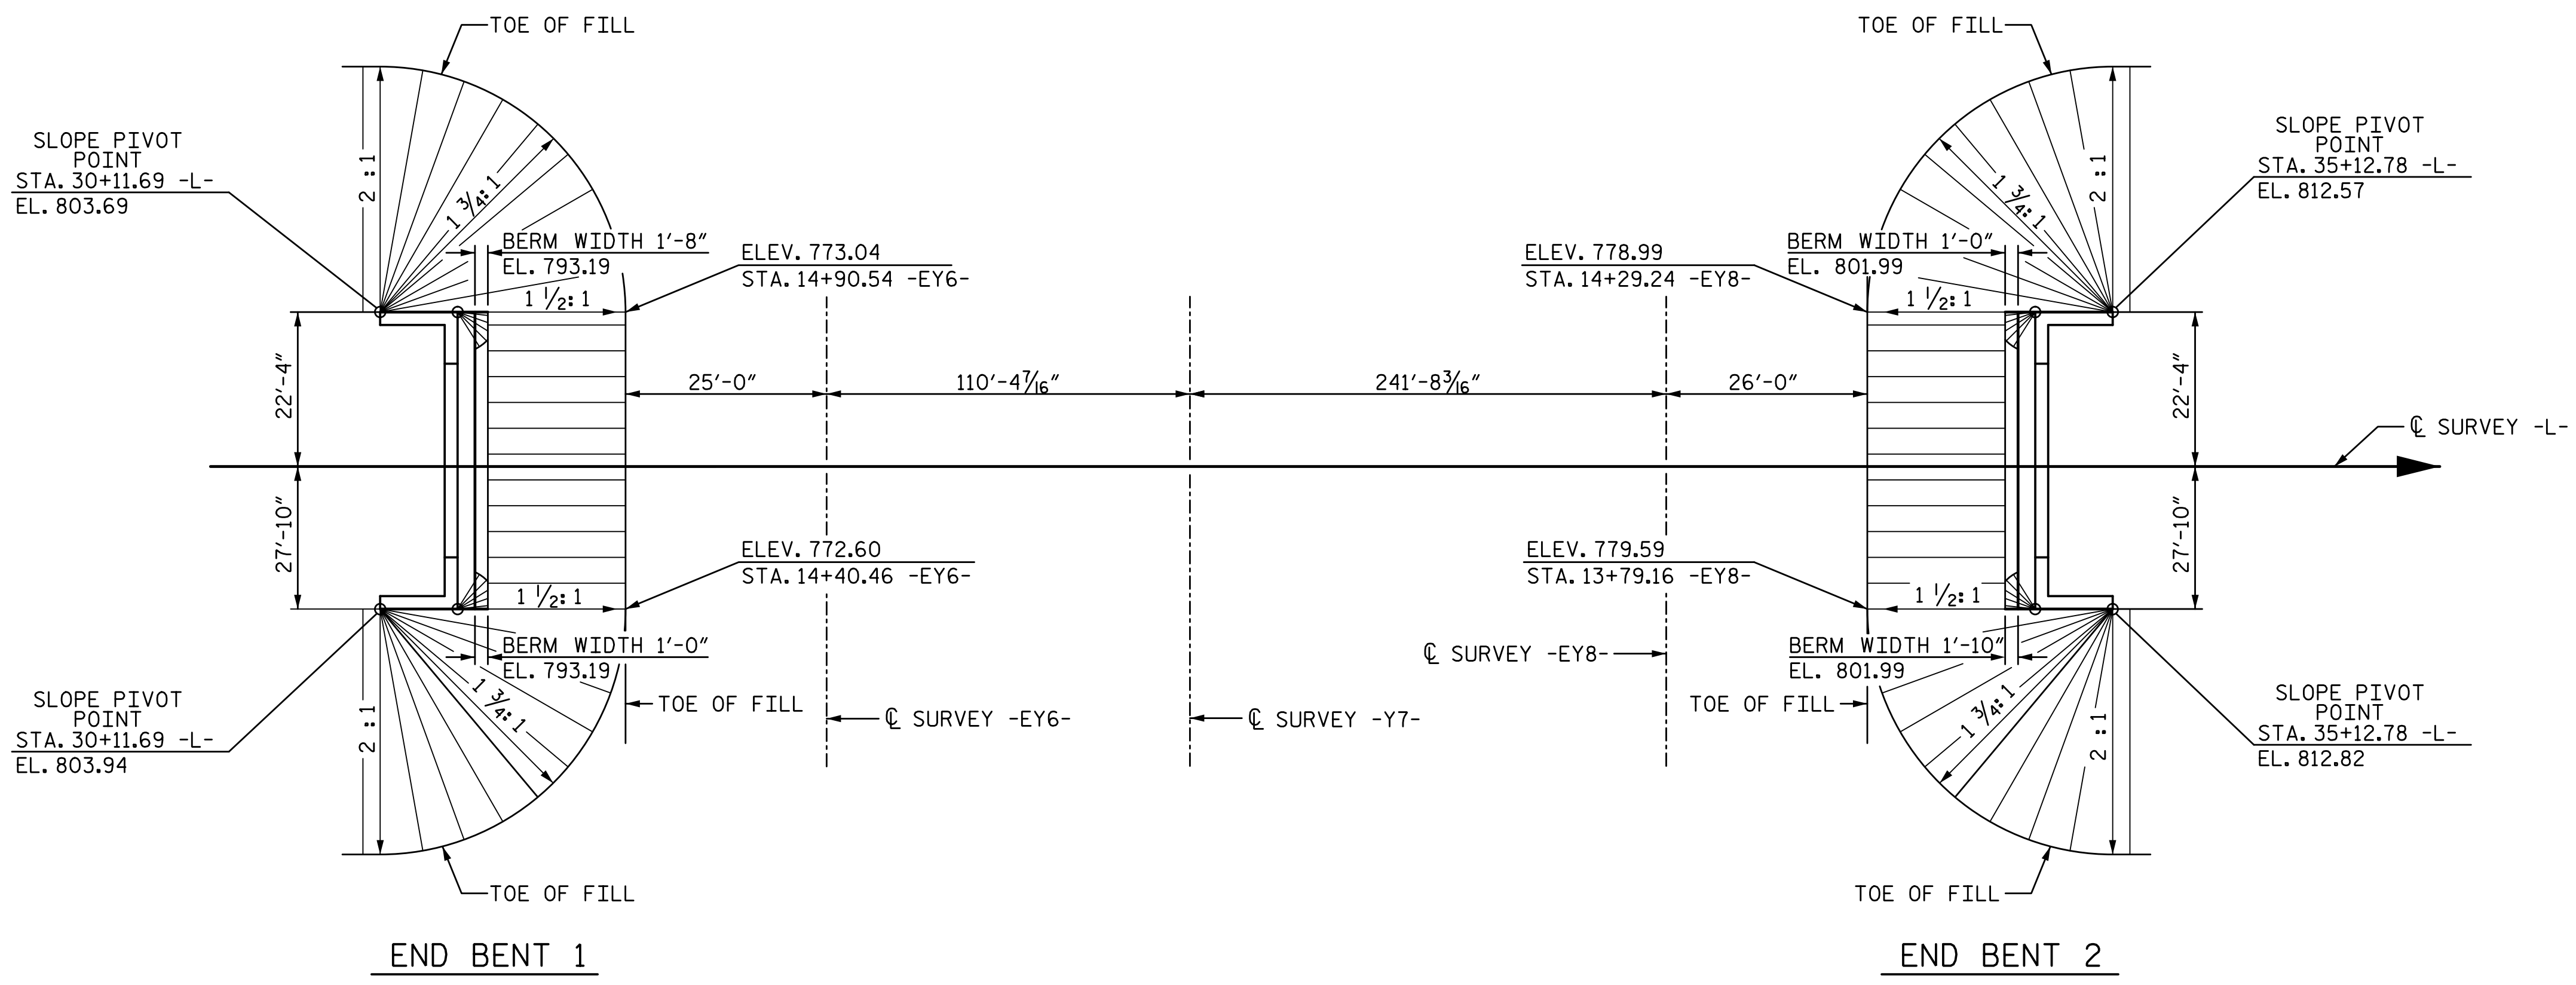 TOE OF FILL
TOE OF FILL
SLOPE PIVOT
POINT
STA. 30+11.69 -L-
EL. 803.69
2 : 1
1 3/4: 1
BERM WIDTH 1'-8"
EL. 793.19
1 1/2: 1
ELEV. 773.04
STA. 14+90.54 -EY6-
ELEV. 778.99
STA. 14+29.24 -EY8-
BERM WIDTH 1'-0"
EL. 801.99
1 1/2: 1
1 3/4: 1
2 : 1
SLOPE PIVOT
POINT
STA. 35+12.78 -L-
EL. 812.57
22'-4"
25'-0"
110'-4 7/16"
241'-8 3/16"
26'-0"
22'-4"
℄ SURVEY -L-
27'-10"
1 1/2: 1
ELEV. 772.60
STA. 14+40.46 -EY6-
ELEV. 779.59
STA. 13+79.16 -EY8-
1 1/2: 1
27'-10"
BERM WIDTH 1'-0"
EL. 793.19
℄ SURVEY -EY8-
BERM WIDTH 1'-10"
EL. 801.99
SLOPE PIVOT
POINT
STA. 30+11.69 -L-
EL. 803.94
2 : 1
1 3/4: 1
TOE OF FILL
℄ SURVEY -EY6-
℄ SURVEY -Y7-
TOE OF FILL
1 3/4: 1
2 : 1
SLOPE PIVOT
POINT
STA. 35+12.78 -L-
EL. 812.82
TOE OF FILL
TOE OF FILL
END BENT 1
END BENT 2